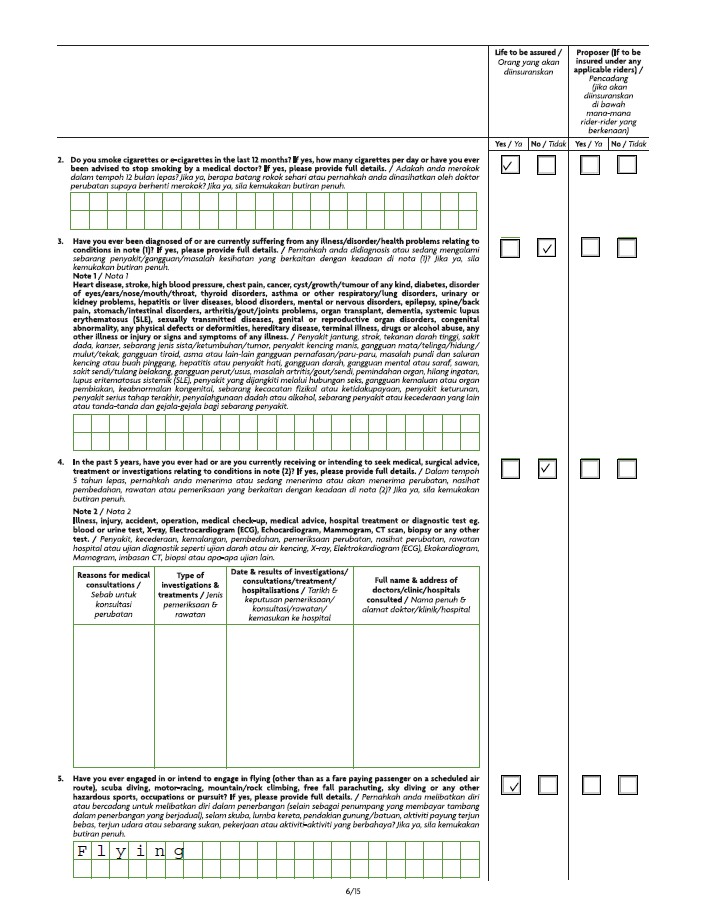 Life to be assured /
Orang yang akan
diinsuranskan
Proposer (If to be
insured under any
applicable riders) /
Pencadang
(jika akan
diinsuranskan
di bawah
mana-mana
rider-rider yang
berkenaan)
Yes / Ya No / Tidak Yes / Ya No / Tidak
2. Do you smoke cigarettes or e-cigarettes in the last 12 months? If yes, how many cigarettes per day or have you ever
been advised to stop smoking by a medical doctor? If yes, please provide full details. / Adakah anda merokok
dalam tempoh 12 bulan lepas? Jika ya, berapa batang rokok sehari atau pernahkah anda dinasihatkan oleh doktor
perubatan supaya berhenti merokok? Jika ya, sila kemukakan butiran penuh.
3. Have you ever been diagnosed of or are currently suffering from any illness/disorder/health problems relating to
conditions in note (1)? If yes, please provide full details. / Pernahkah anda didiagnosis atau sedang mengalami
sebarang penyakit/gangguan/masalah kesihatan yang berkaitan dengan keadaan di nota (1)? Jika ya, sila
kemukakan butiran penuh.
Note 1 / Nota 1
Heart disease, stroke, high blood pressure, chest pain, cancer, cyst/growth/tumour of any kind, diabetes, disorder
of eyes/ears/nose/mouth/throat, thyroid disorders, asthma or other respiratory/lung disorders, urinary or
kidney problems, hepatitis or liver diseases, blood disorders, mental or nervous disorders, epilepsy, spine/back
pain, stomach/intestinal disorders, arthritis/gout/joints problems, organ transplant, dementia, systemic lupus
erythematosus (SLE), sexually transmitted diseases, genital or reproductive organ disorders, congenital
abnormality, any physical defects or deformities, hereditary disease, terminal illness, drugs or alcohol abuse, any
other illness or injury or signs and symptoms of any illness. / Penyakit jantung, strok, tekanan darah tinggi, sakit
dada, kanser, sebarang jenis sista/ketumbuhan/tumor, penyakit kencing manis, gangguan mata/telinga/hidung/
mulut/tekak, gangguan tiroid, asma atau lain-lain gangguan pernafasan/paru-paru, masalah pundi dan saluran
kencing atau buah pinggang, hepatitis atau penyakit hati, gangguan darah, gangguan mental atau saraf, sawan,
sakit sendi/tulang belakang, gangguan perut/usus, masalah artritis/gout/sendi, pemindahan organ, hilang ingatan,
lupus eritematosus sistemik (SLE), penyakit yang dijangkiti melalui hubungan seks, gangguan kemaluan atau organ
pembiakan, keabnormalan kongenital, sebarang kecacatan fizikal atau ketidakupayaan, penyakit keturunan,
penyakit serius tahap terakhir, penyalahgunaan dadah atau alkohol, sebarang penyakit atau kecederaan yang lain
atau tanda-tanda dan gejala-gejala bagi sebarang penyakit.
4. In the past 5 years, have you ever had or are you currently receiving or intending to seek medical, surgical advice,
treatment or investigations relating to conditions in note (2)? If yes, please provide full details. / Dalam tempoh
5 tahun lepas, pernahkah anda menerima atau sedang menerima atau akan menerima perubatan, nasihat
pembedahan, rawatan atau pemeriksaan yang berkaitan dengan keadaan di nota (2)? Jika ya, sila kemukakan
butiran penuh.
Note 2 / Nota 2
Illness, injury, accident, operation, medical check-up, medical advice, hospital treatment or diagnostic test eg.
blood or urine test, X-ray, Electrocardiogram (ECG), Echocardiogram, Mammogram, CT scan, biopsy or any other
test. / Penyakit, kecederaan, kemalangan, pembedahan, pemeriksaan perubatan, nasihat perubatan, rawatan
hospital atau ujian diagnostik seperti ujian darah atau air kencing, X-ray, Elektrokardiogram (ECG), Ekokardiogram,
Mamogram, imbasan CT, biopsi atau apa-apa ujian lain.
Reasons for medical
consultations /
Sebab untuk
konsultasi
perubatan
Type of
investigations &
treatments / Jenis
pemeriksaan &
rawatan
Date & results of investigations/
consultations/treatment/
hospitalisations / Tarikh &
keputusan pemeriksaan/
konsultasi/rawatan/
kemasukan ke hospital
Full name & address of
doctors/clinic/hospitals
consulted / Nama penuh &
alamat doktor/klinik/hospital
5. Have you ever engaged in or intend to engage in flying (other than as a fare paying passenger on a scheduled air
route), scuba diving, motor-racing, mountain/rock climbing, free fall parachuting, sky diving or any other
hazardous sports, occupations or pursuit? If yes, please provide full details. / Pernahkah anda melibatkan diri
atau bercadang untuk melibatkan diri dalam penerbangan (selain sebagai penumpang yang membayar tambang
dalam penerbangan yang berjadual), selam skuba, lumba kereta, pendakian gunung/batuan, aktiviti payung terjun
bebas, terjun udara atau sebarang sukan, pekerjaan atau aktiviti-aktiviti yang berbahaya? Jika ya, sila kemukakan
butiran penuh.
Flying
6/15